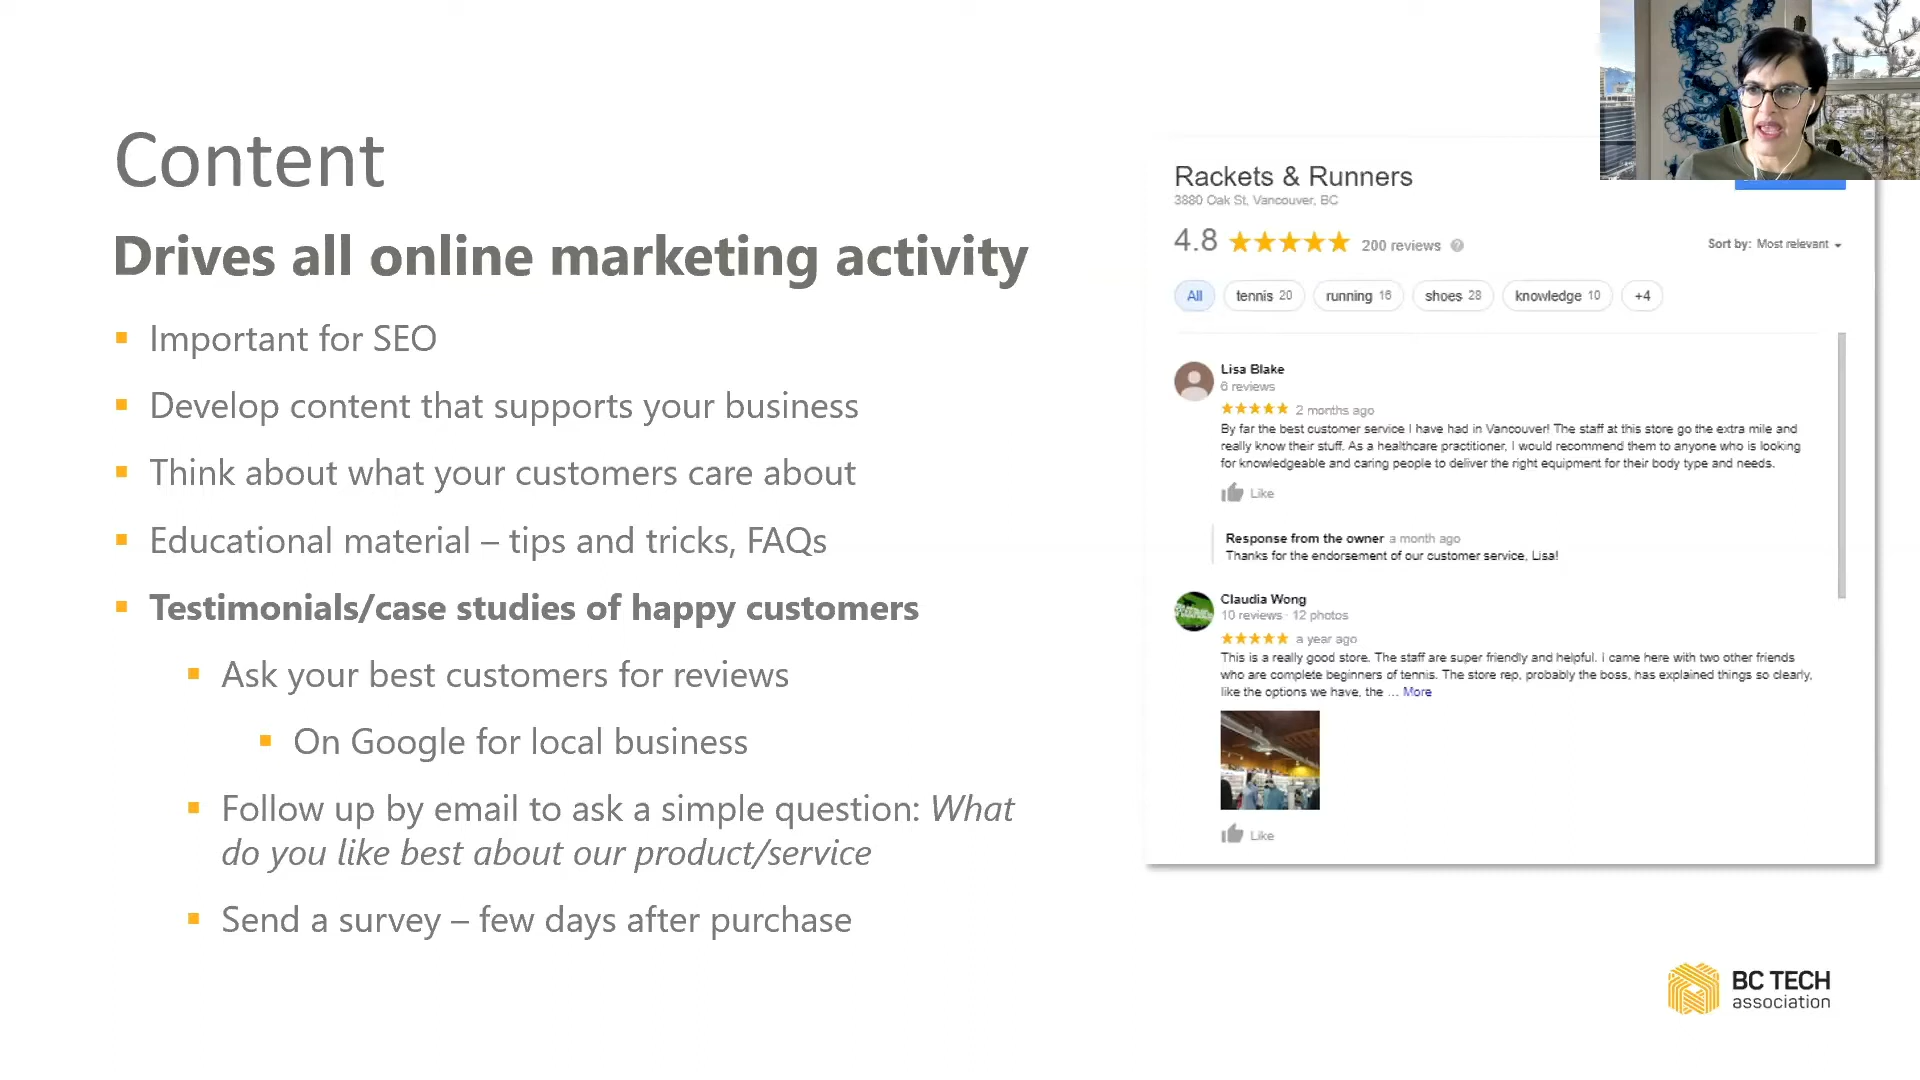 Content
Drives all online marketing activity
Important for SEO
Develop content that supports your business
Think about what your customers care about
Educational material – tips and tricks, FAQs
Testimonials/case studies of happy customers
Ask your best customers for reviews
On Google for local business
Follow up by email to ask a simple question: What
do you like best about our product/service
Send a survey – few days after purchase
Rackets & Runners
3880 Oak St, Vancouver, BC
4.8 200 reviews
Sort by: Most relevant
All tennis 20 running 16 shoes 28 knowledge 10 +4
Lisa Blake
6 reviews
2 months ago
By far the best customer service I have had in Vancouver! The staff at this store go the extra mile and
really know their stuff. As a healthcare practitioner, I would recommend them to anyone who is looking
for knowledgeable and caring people to deliver the right equipment for their body type and needs.
Like
Response from the owner a month ago
Thanks for the endorsement of our customer service, Lisa!
Claudia Wong
10 reviews · 12 photos
a year ago
This is a really good store. The staff are super friendly and helpful. I came here with two other friends
who are complete beginners of tennis. The store rep, probably the boss, has explained things so clearly,
like the options we have, the ... More
Like
BC TECH
association